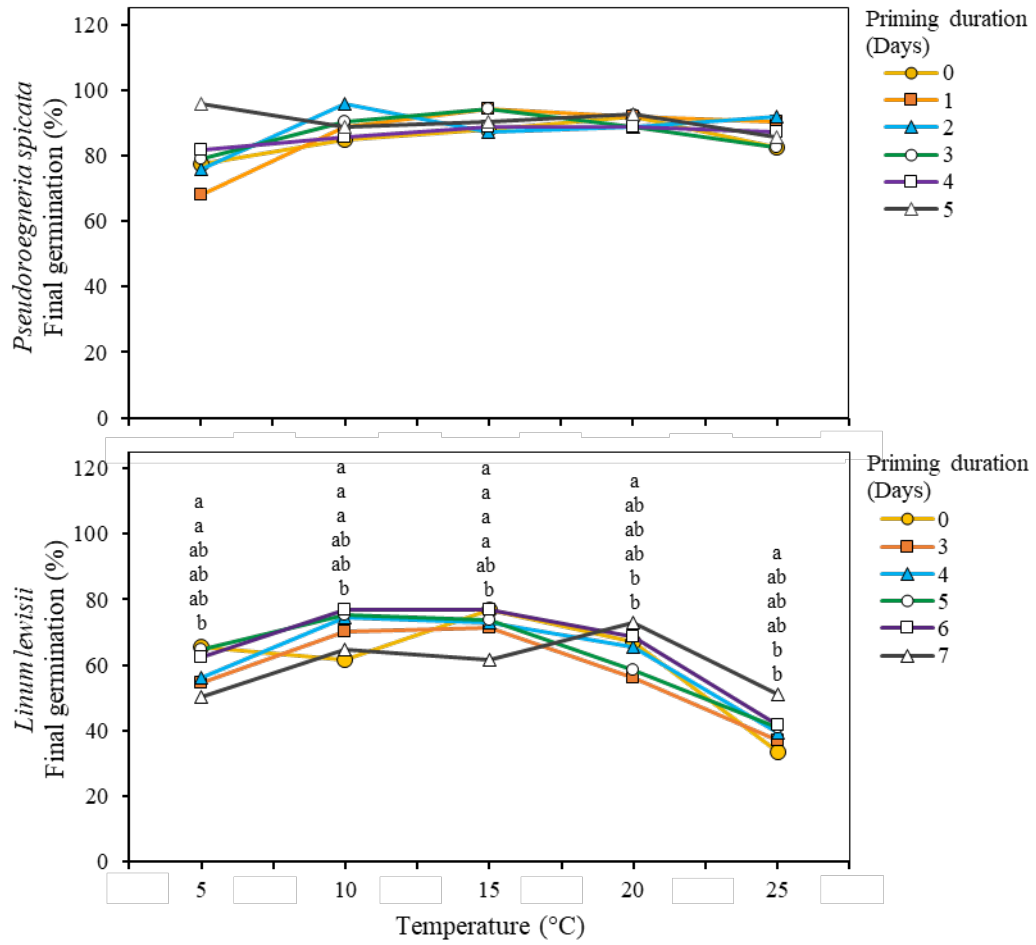 Pseudoroegneria spicata
Final germination (%)
120
100
80
60
40
20
0
Priming duration
(Days)
0
1
2
3
4
5
Linum lewisii
Final germination (%)
120
100
80
60
40
20
0
a
a
ab
ab
ab
b
a
a
a
ab
ab
b
a
a
a
a
ab
b
a
ab
ab
ab
b
b
a
ab
ab
ab
b
b
Priming duration
(Days)
0
3
4
5
6
7
5 10 15 20 25
Temperature (°C)